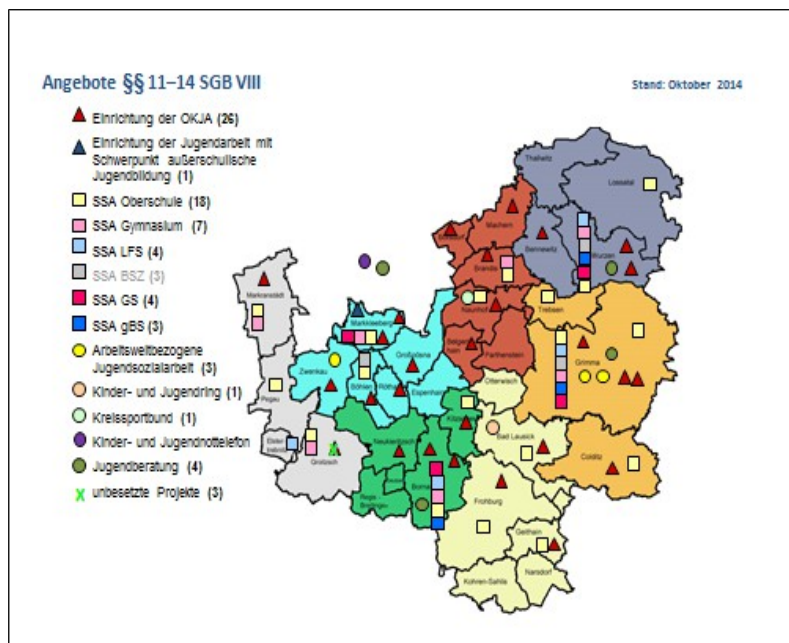 Angebote §§ 11–14 SGB VIII
Stand: Oktober 2014
Einrichtung der OKJA (26)
Einrichtung der Jugendarbeit mit
Schwerpunkt außerschulische
Jugendbildung (1)
SSA Oberschule (18)
SSA Gymnasium (7)
SSA LFS (4)
SSA BSZ (3)
SSA GS (4)
SSA gBS (3)
Arbeitsweltbezogene
Jugendsozialarbeit (3)
Kinder- und Jugendring (1)
Kreissportbund (1)
Kinder- und Jugendnottelefon
Jugendberatung (4)
x unbesetzte Projekte (3)
Thallwitz
Lossatal
Machern
Bennewitz
Wurzen
Brandis
Markranstädt
Naunhof
Trebsen
Markkleeberg
Großpösna
Parthenstein
Grimma
Zwenkau
Böhlen
Rötha
Espenhain
Otterwisch
Pegau
Kitzscher
Bad Lausick
Neukieritzsch
Colditz
Groitzsch
Borna
Regis-
Breitingen
Frohburg
Geithain
Kohren-Sahlis
Narsdorf